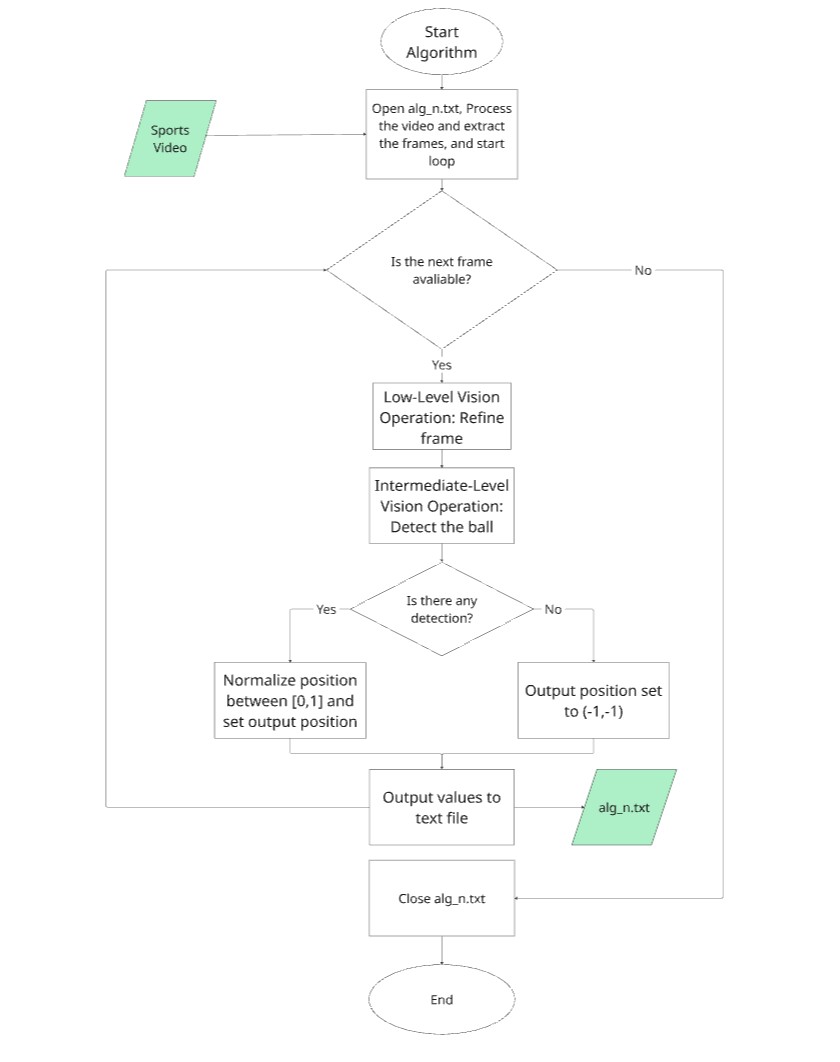 Start
Algorithm
Open alg_n.txt, Process
the video and extract
the frames, and start
loop
Sports
Video
Is the next frame
avaliable?
No
Yes
Low-Level Vision
Operation: Refine
frame
Intermediate-Level
Vision Operation:
Detect the ball
Is there any
detection?
Yes
No
Normalize position
between [0,1] and
set output position
Output position set
to (-1,-1)
Output values to
text file
alg_n.txt
Close alg_n.txt
End